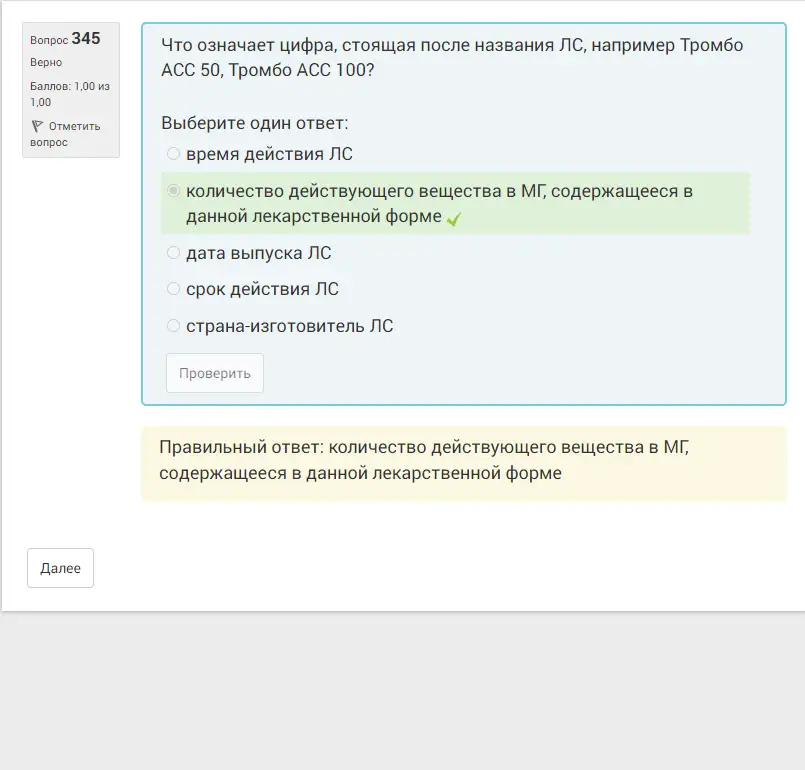 Вопрос 345
Верно
Баллов: 1,00 из
1,00
Отметить
вопрос
Что означает цифра, стоящая после названия ЛС, например Тромбо
АСС 50, Тромбо АСС 100?
Выберите один ответ:
время действия ЛС
количество действующего вещества в МГ, содержащееся в
данной лекарственной форме
дата выпуска ЛС
срок действия ЛС
страна-изготовитель ЛС
Проверить
Правильный ответ: количество действующего вещества в МГ,
содержащееся в данной лекарственной форме
Далее